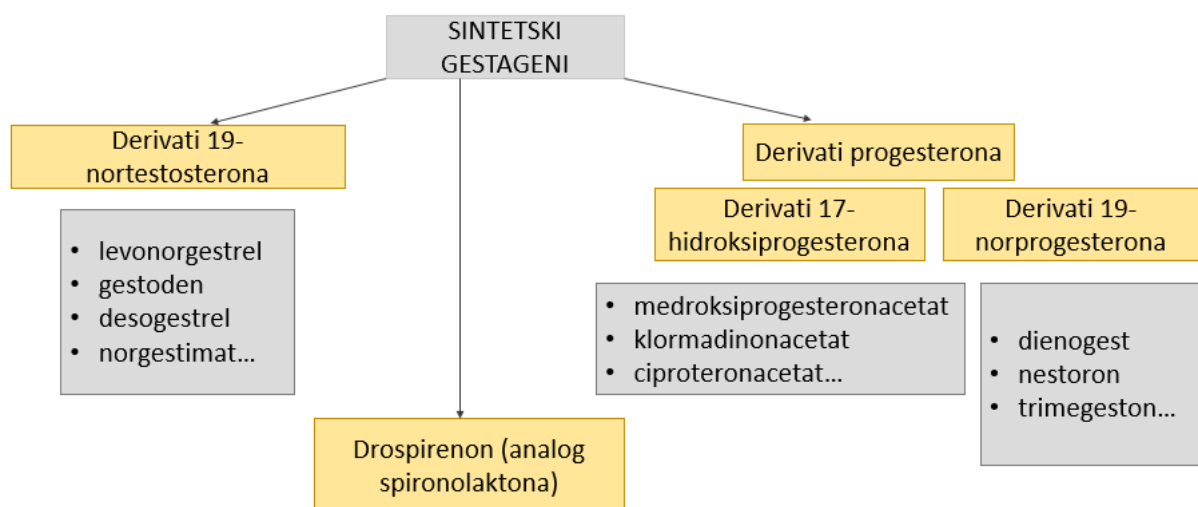 SINTETSKI
GESTAGENI
Derivati 19-
nortestosterona
• levonorgestrel
• gestoden
• desogestrel
• norgestimat…
Drospirenon (analog
spironolaktona)
Derivati progesterona
Derivati 17-
hidroksiprogesterona
• medroksiprogesteronacetat
• klormadinonacetat
• ciproteronacetat…
Derivati 19-
norprogesterona
• dienogest
• nestoron
• trimegeston…